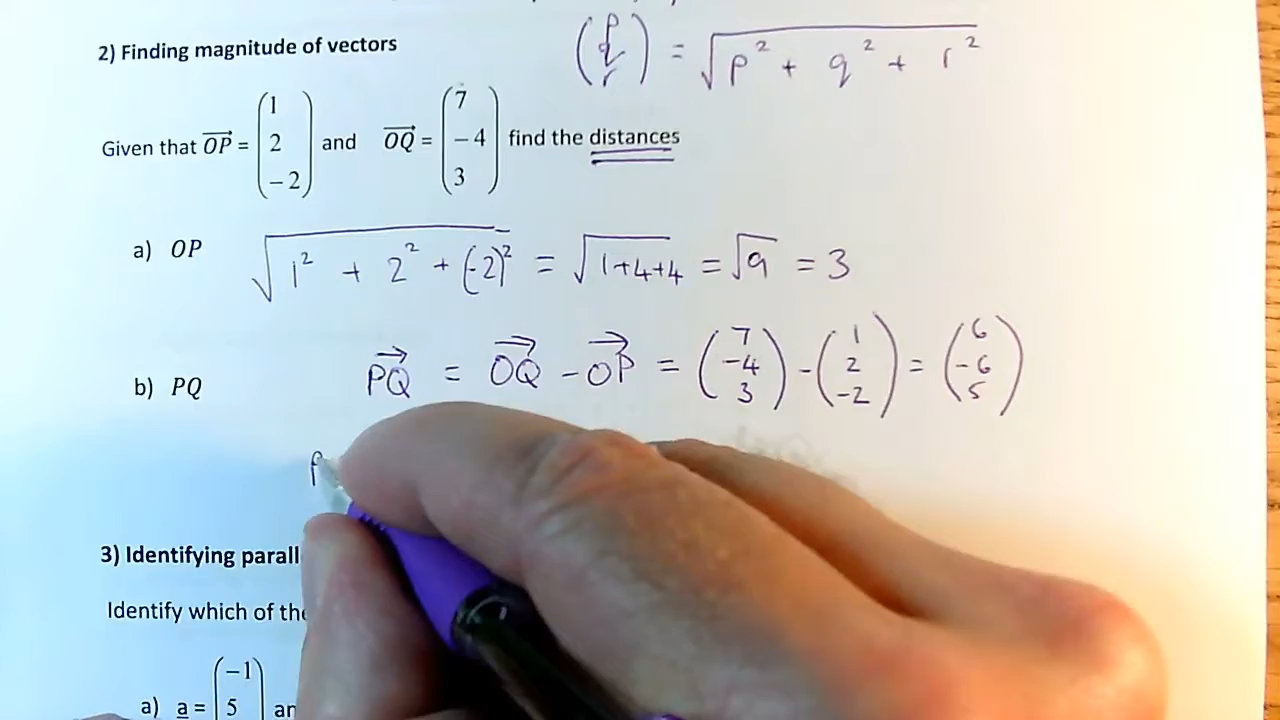 2) Finding magnitude of vectors
(p q r) = √p² + q² + r²
Given that OP→ = (1 2 -2) and OQ→ = (7 -4 3) find the distances
a) OP √1² + 2² + (-2)² = √1+4+4 = √9 = 3
b) PQ PQ→ = OQ→ - OP→ = (7 -4 3) - (1 2 -2) = (6 -6 5)
3) Identifying
Identify which of
a) a = (-1 5